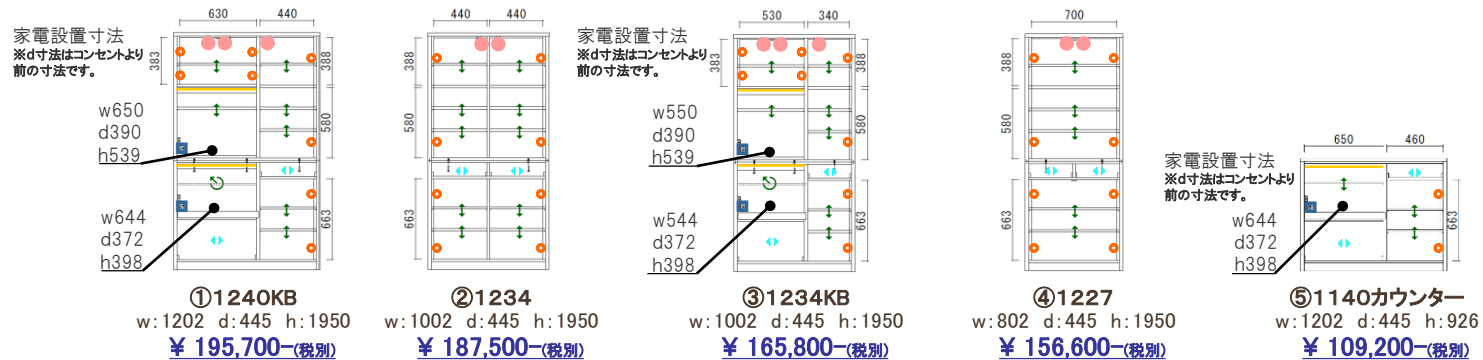 630 440
家電設置寸法
※d寸法はコンセントより
前の寸法です。
383
388
580
663
w650
d390
h539
w644
d372
h398
①1240KB
w:1202 d:445 h:1950
¥ 195,700-(税別)
440 440
388
580
663
②1234
w:1002 d:445 h:1950
¥ 187,500-(税別)
530 340
家電設置寸法
※d寸法はコンセントより
前の寸法です。
383
388
580
663
w550
d390
h539
w544
d372
h398
③1234KB
w:1002 d:445 h:1950
¥ 165,800-(税別)
700
388
580
663
④1227
w:802 d:445 h:1950
¥ 156,600-(税別)
650 460
家電設置寸法
※d寸法はコンセントより
前の寸法です。
w644
d372
h398
663
⑤1140カウンター
w:1202 d:445 h:926
¥ 109,200-(税別)